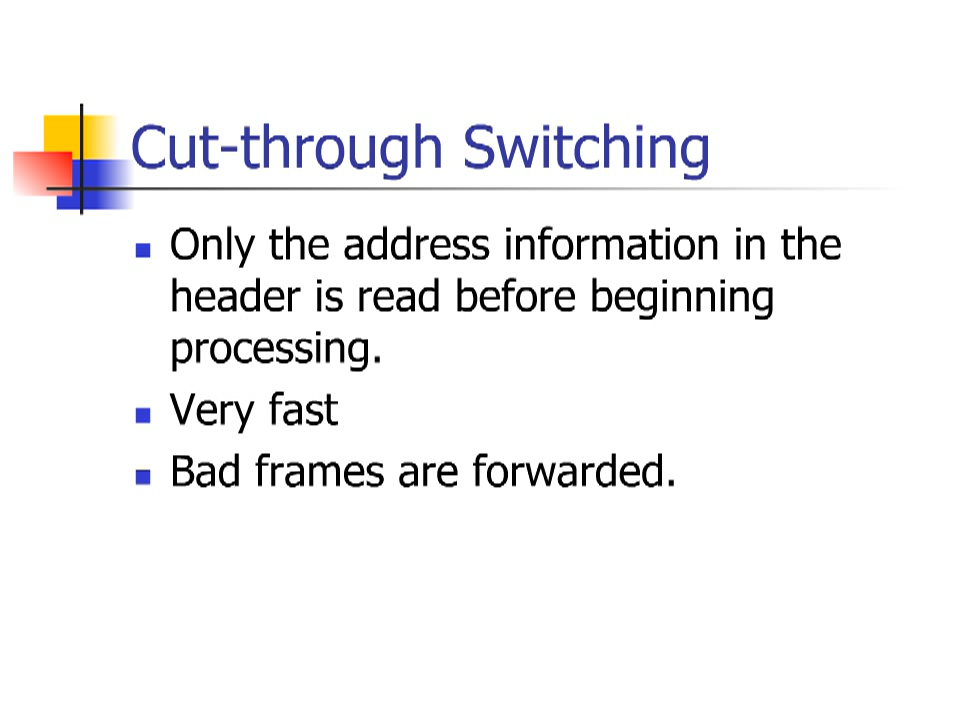 Cut-through Switching
Only the address information in the
header is read before beginning
processing.
Very fast
Bad frames are forwarded.